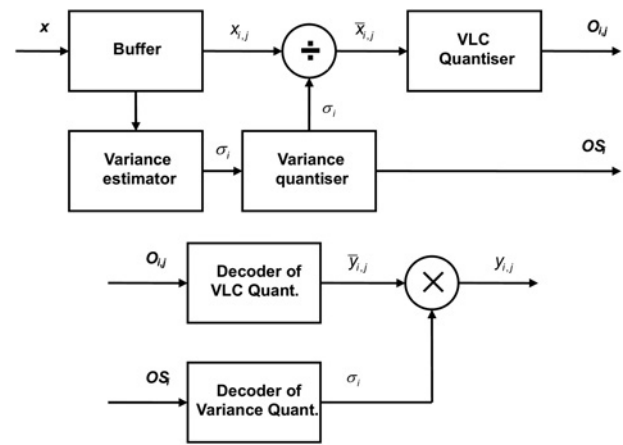 x
Buffer
x_{i,j}
÷
x̅_{i,j}
VLC
Quantiser
O_{i,j}
σ_i
Variance
estimator
σ_i
Variance
quantiser
OS_i
O_{i,j}
Decoder of
VLC Quant.
y̅_{i,j}
×
y_{i,j}
OS_i
Decoder of
Variance Quant.
σ_i